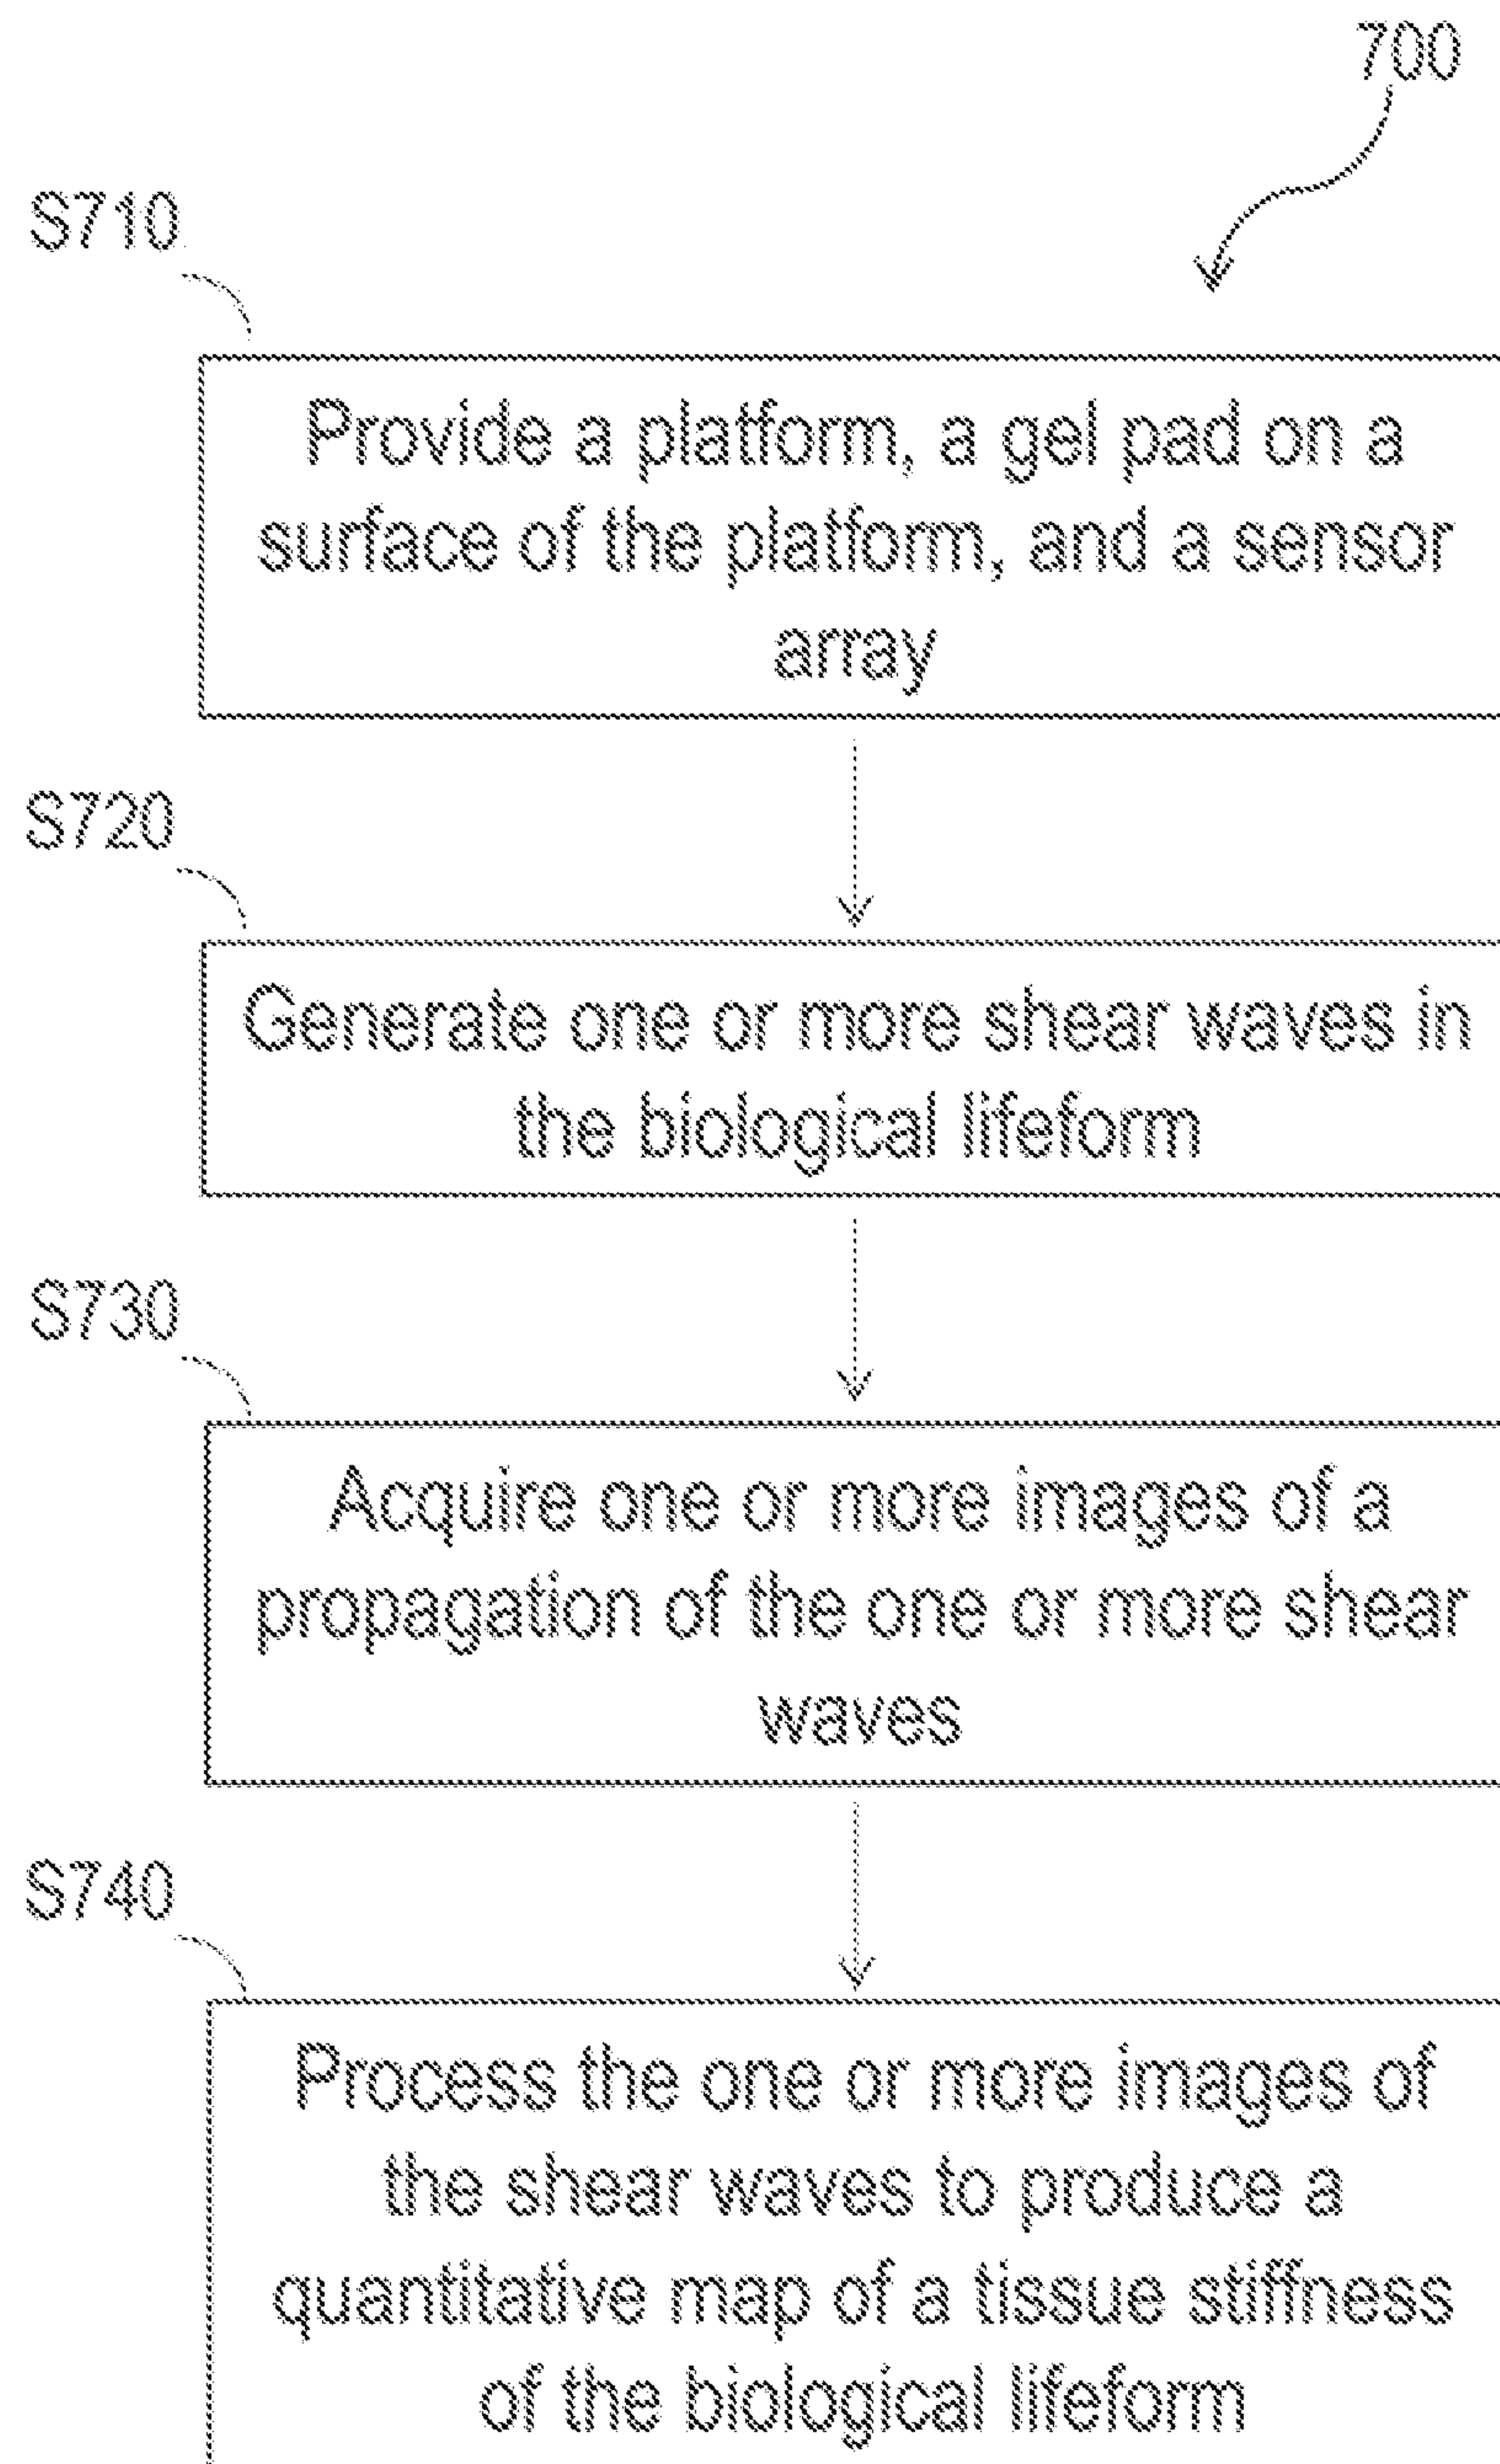 700
S710
Provide a platform, a gel pad on a
surface of the platform, and a sensor
array
S720
Generate one or more shear waves in
the biological lifeform
S730
Acquire one or more images of a
propagation of the one or more shear
waves
S740
Process the one or more images of
the shear waves to produce a
quantitative map of a tissue stiffness
of the biological lifeform